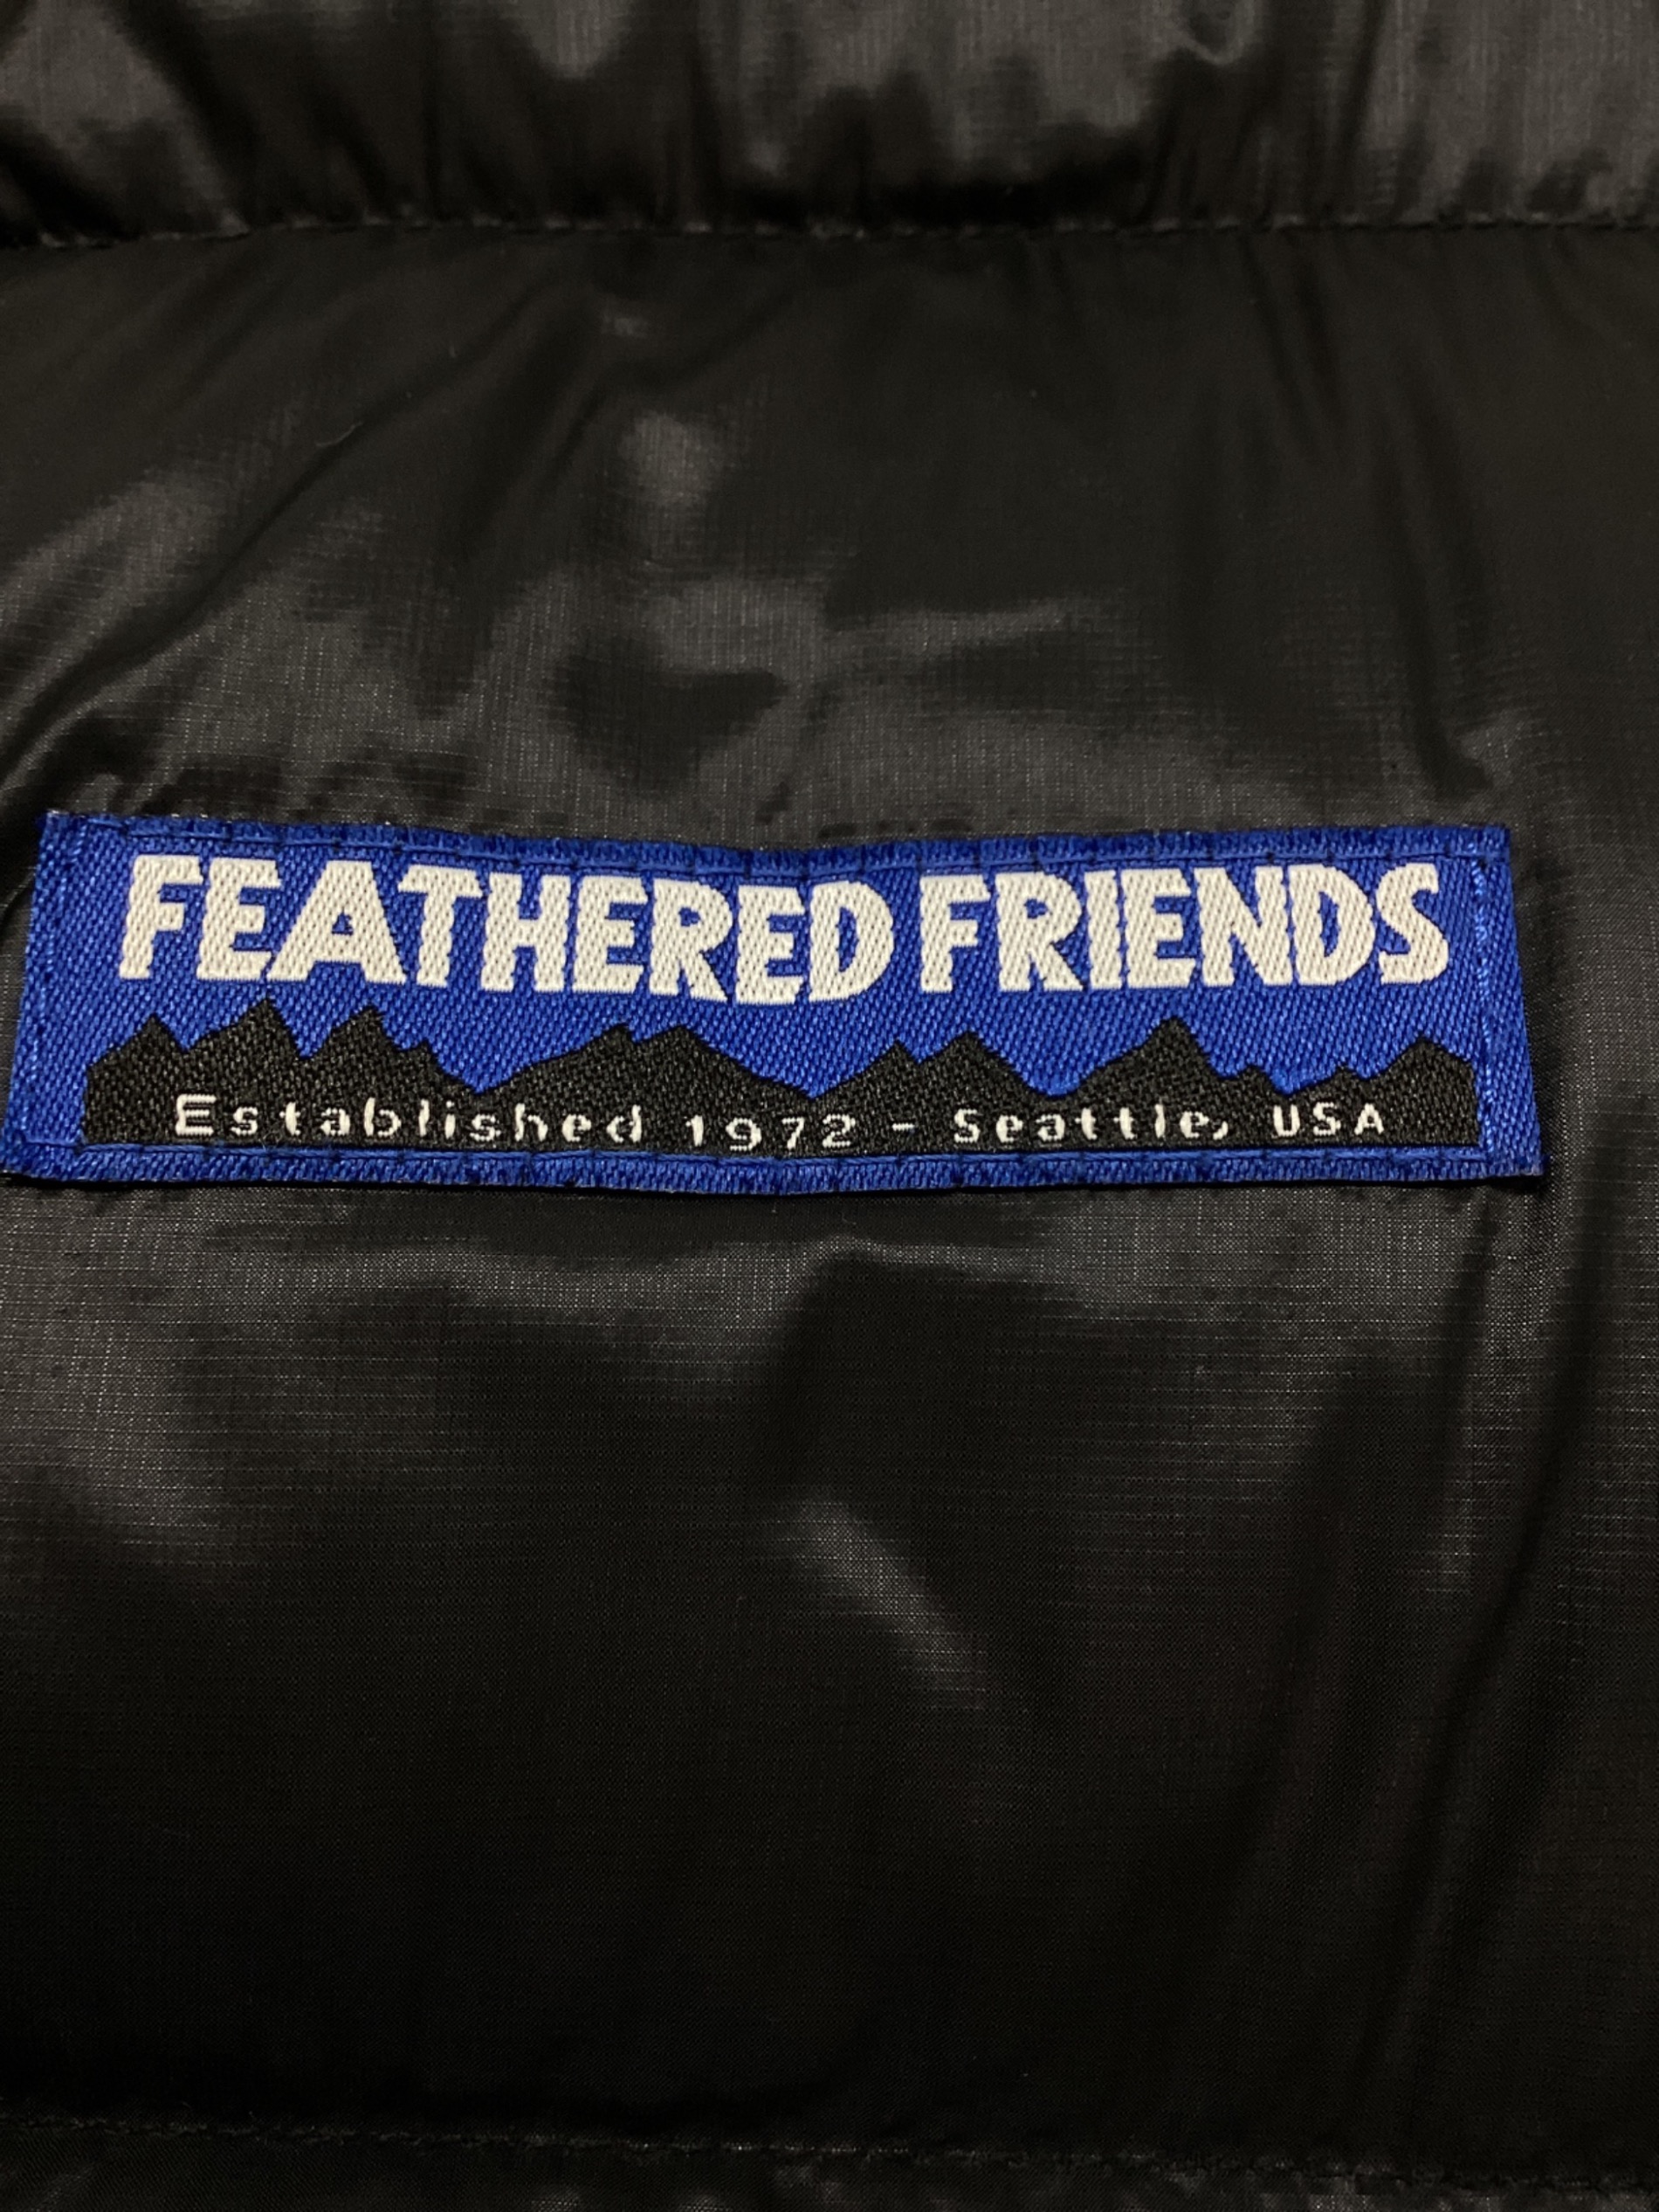 FEATHERED FRIENDS
Established 1972 - Seattle, USA